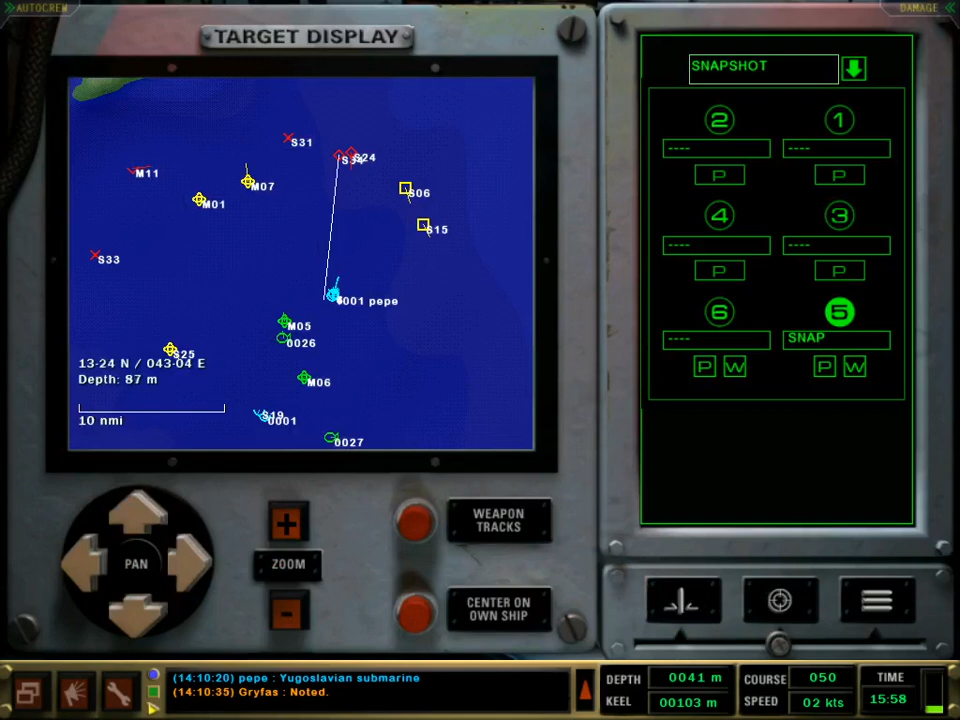 AUTOCREW
DAMAGE
TARGET DISPLAY
SNAPSHOT
2
1
----
----
P
P
4
3
----
----
P
P
6
5
----
SNAP
P W
P W
S31
S24
M11
M07
M01
S06
S15
S33
pepe
M05
0026
S25
M06
13-24 N / 043-04 E
Depth: 87 m
10 nmi
S19
0001
0027
PAN
+
ZOOM
-
WEAPON
TRACKS
CENTER ON
OWN SHIP
(14:10:20) pepe : Yugoslavian submarine
(14:10:35) Gryfas : Noted.
DEPTH 0041 m
KEEL 00103 m
COURSE 050
SPEED 02 kts
TIME
15:58